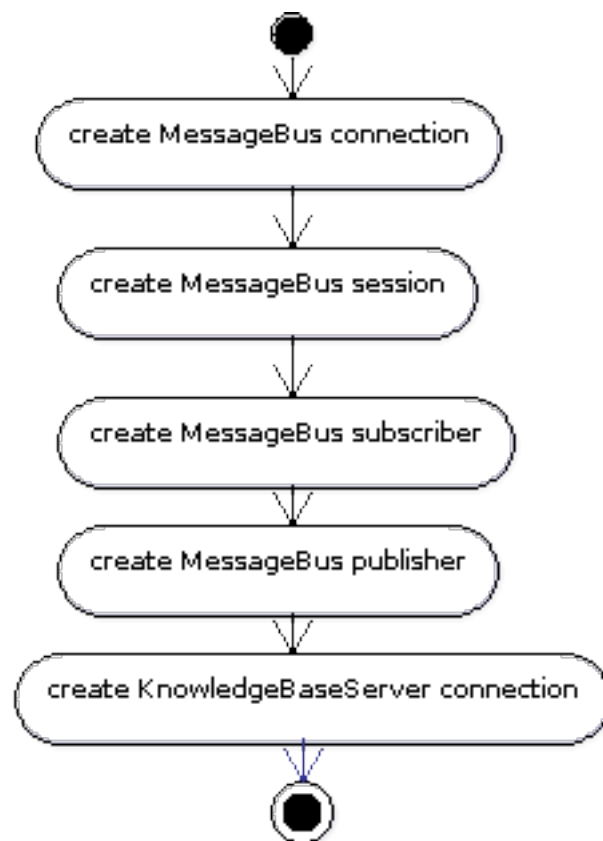 create MessageBus connection
create MessageBus session
create MessageBus subscriber
create MessageBus publisher
create KnowledgeBaseServer connection